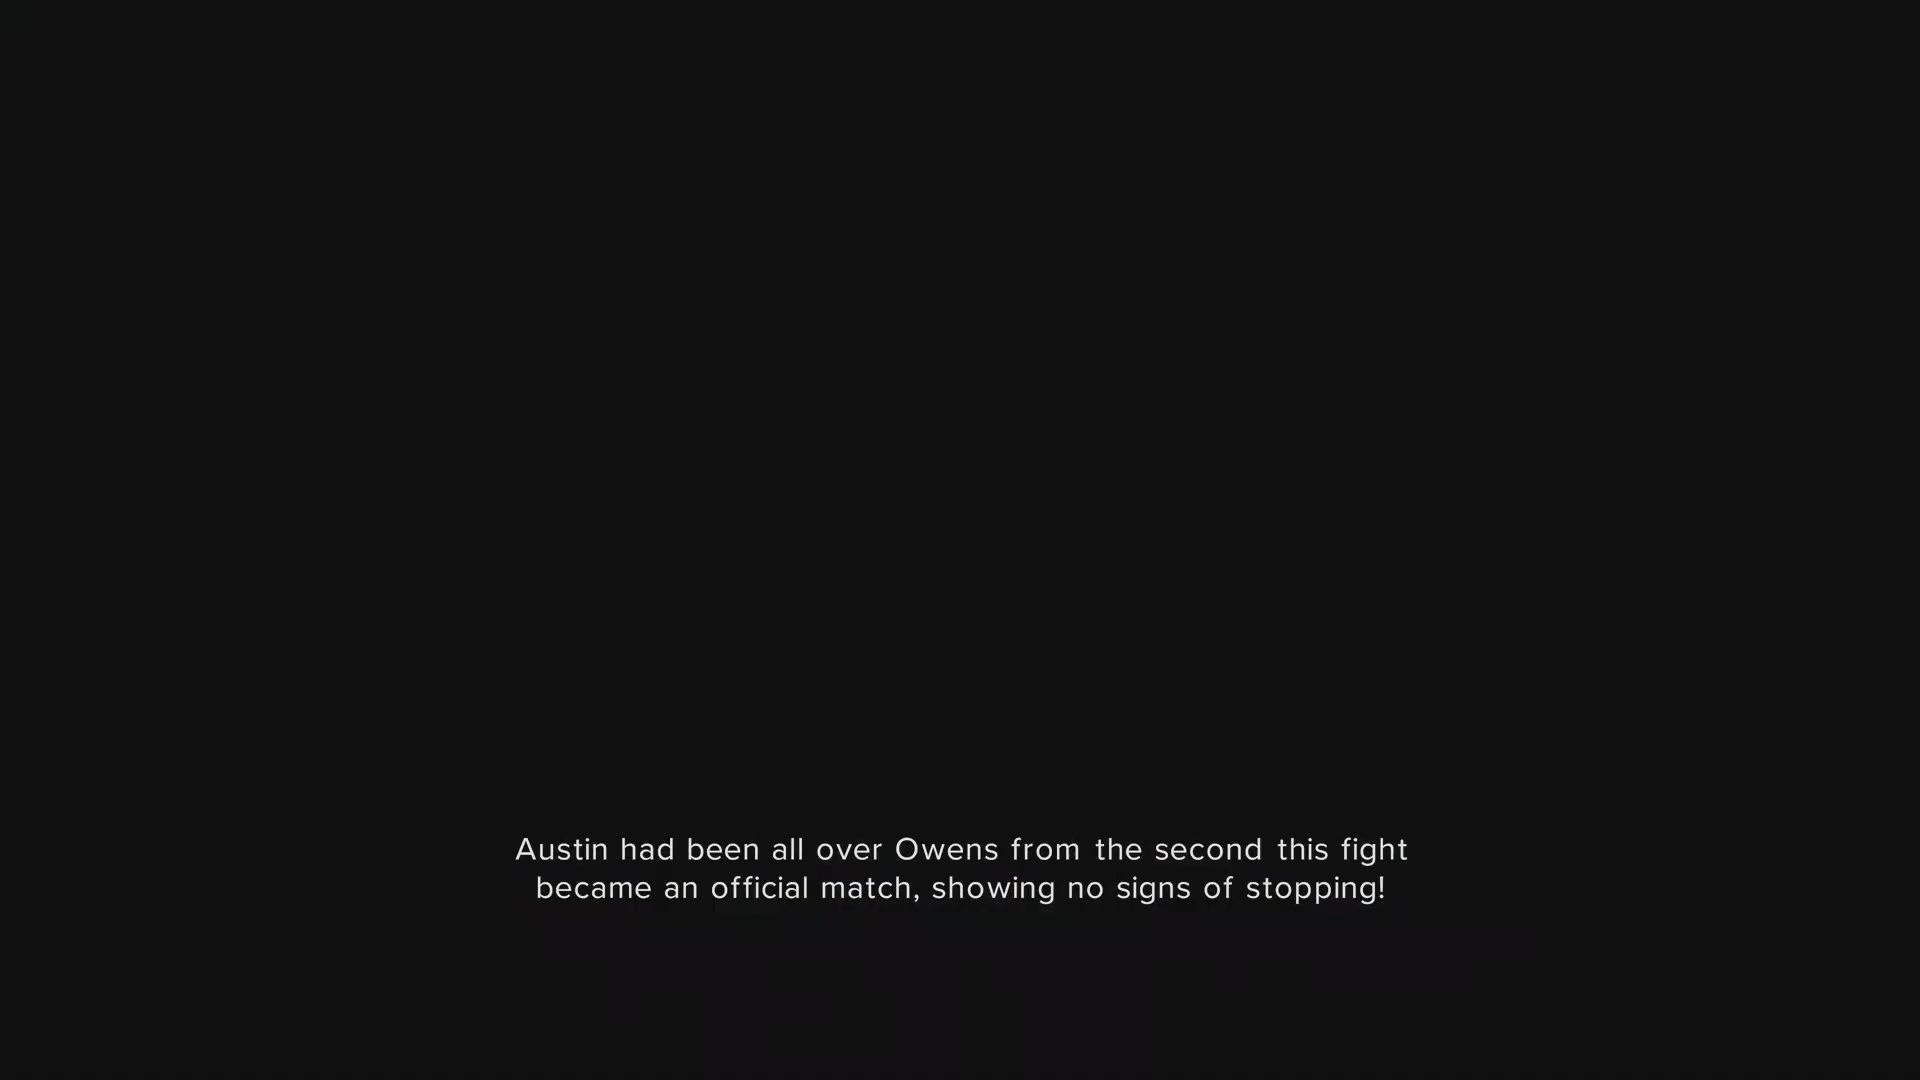 Austin had been all over Owens from the second this fight
became an official match, showing no signs of stopping!